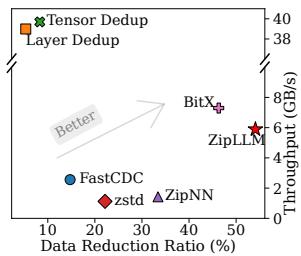 Tensor Dedup
Layer Dedup
40
38
Better
BitX
ZipLLM
FastCDC
zstd
ZipNN
8
6
4
2
0
Throughput (GB/s)
10 20 30 40 50
Data Reduction Ratio (%)